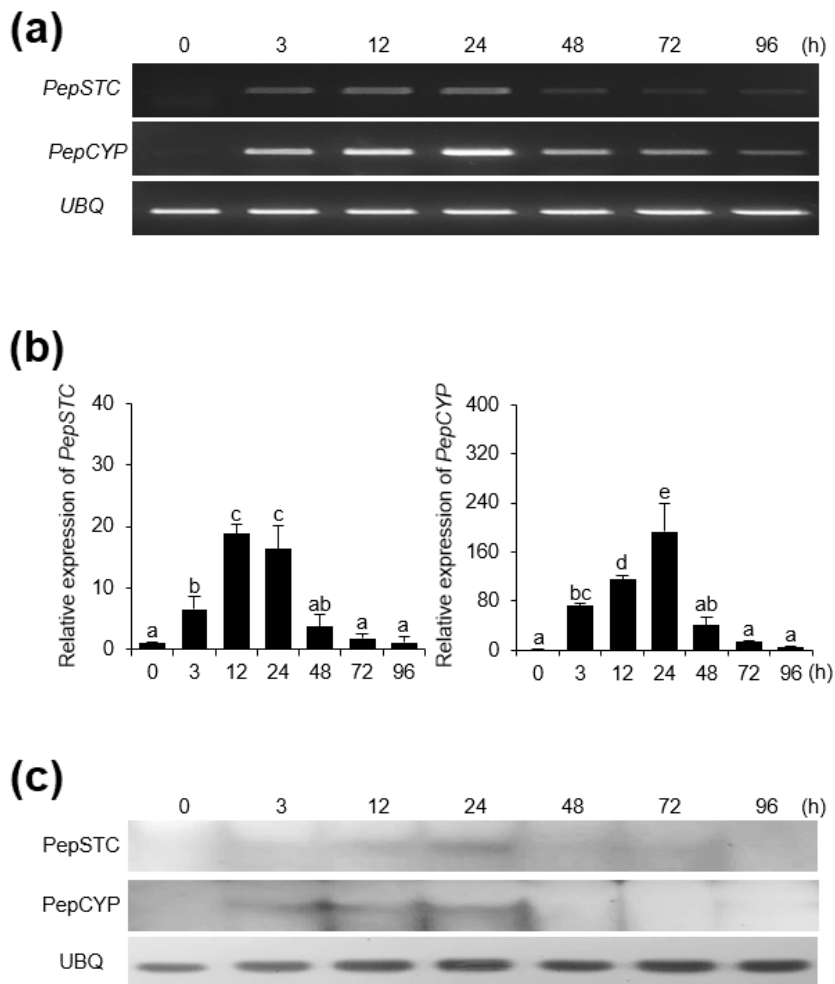 (a)
0 3 12 24 48 72 96 (h)
PepSTC
PepCYP
UBQ
(b)
Relative expression of PepSTC
40
30
20
10
0
a b c c ab a a
0 3 12 24 48 72 96
Relative expression of PepCYP
400
320
240
160
80
0
a bc d e ab a a
0 3 12 24 48 72 96 (h)
(c)
0 3 12 24 48 72 96 (h)
PepSTC
PepCYP
UBQ